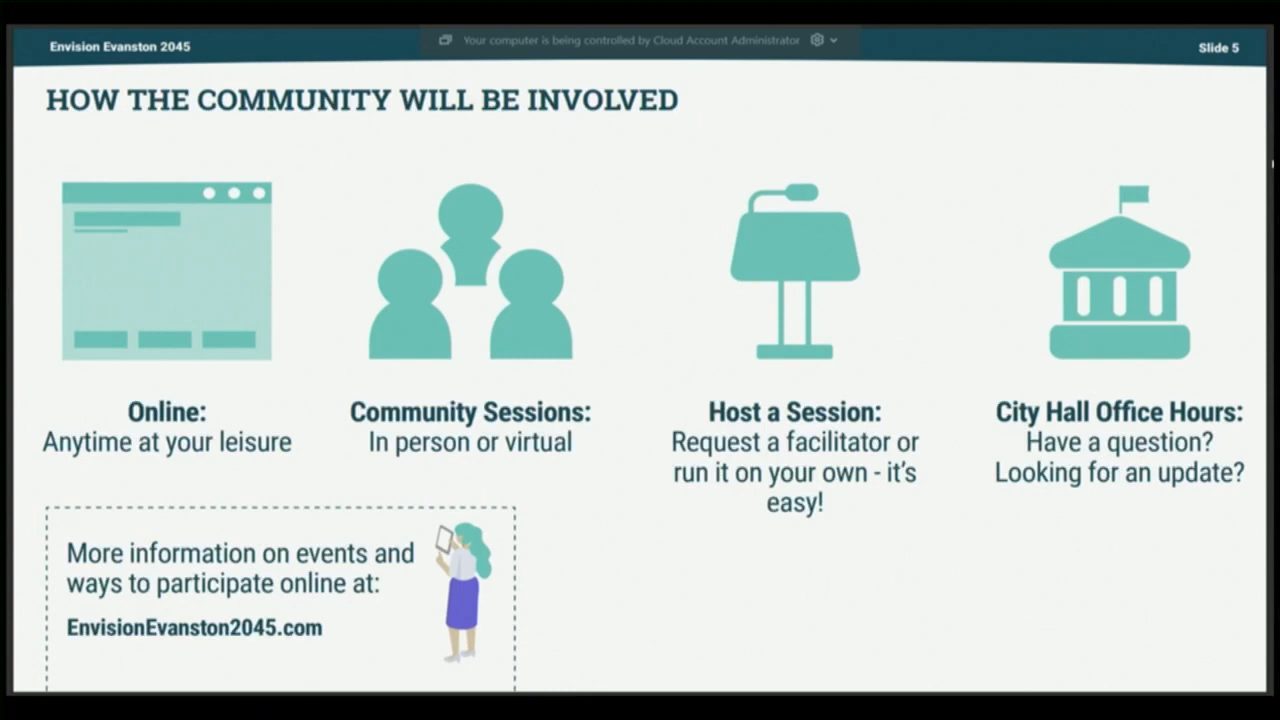 Envision Evanston 2045
Your computer is being controlled by Cloud Account Administrator
Slide 5
HOW THE COMMUNITY WILL BE INVOLVED
Online:
Anytime at your leisure
Community Sessions:
In person or virtual
Host a Session:
Request a facilitator or
run it on your own - it's
easy!
City Hall Office Hours:
Have a question?
Looking for an update?
More information on events and
ways to participate online at:
EnvisionEvanston2045.com